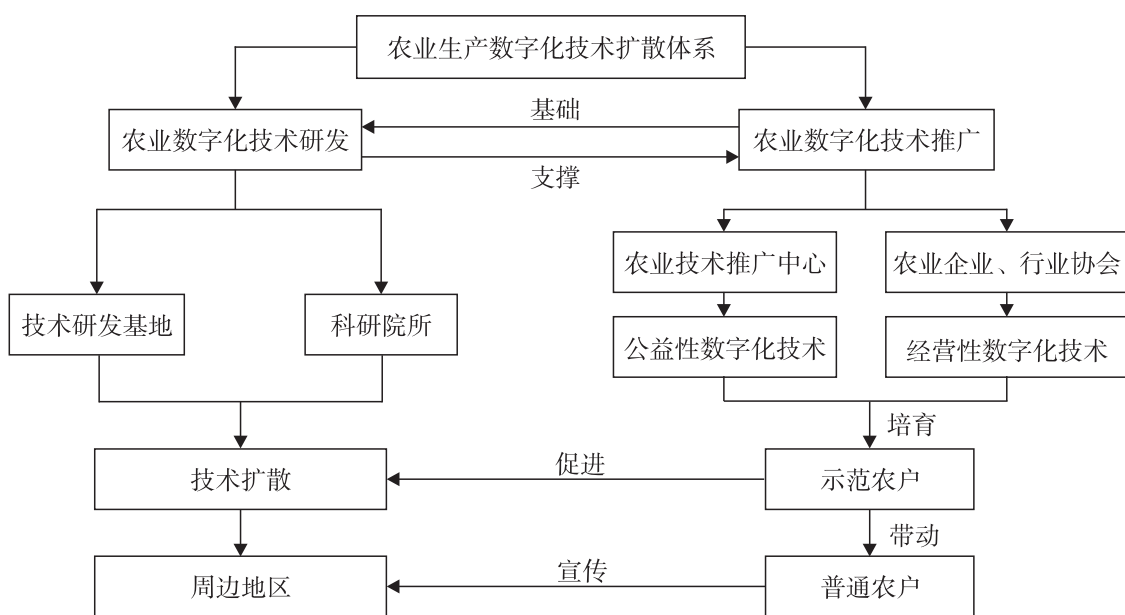 农业生产数字化技术扩散体系
农业数字化技术研发
基础
农业数字化技术推广
支撑
农业技术推广中心
农业企业、行业协会
技术研发基地
科研院所
公益性数字化技术
经营性数字化技术
培育
技术扩散
促进
示范农户
带动
周边地区
宣传
普通农户